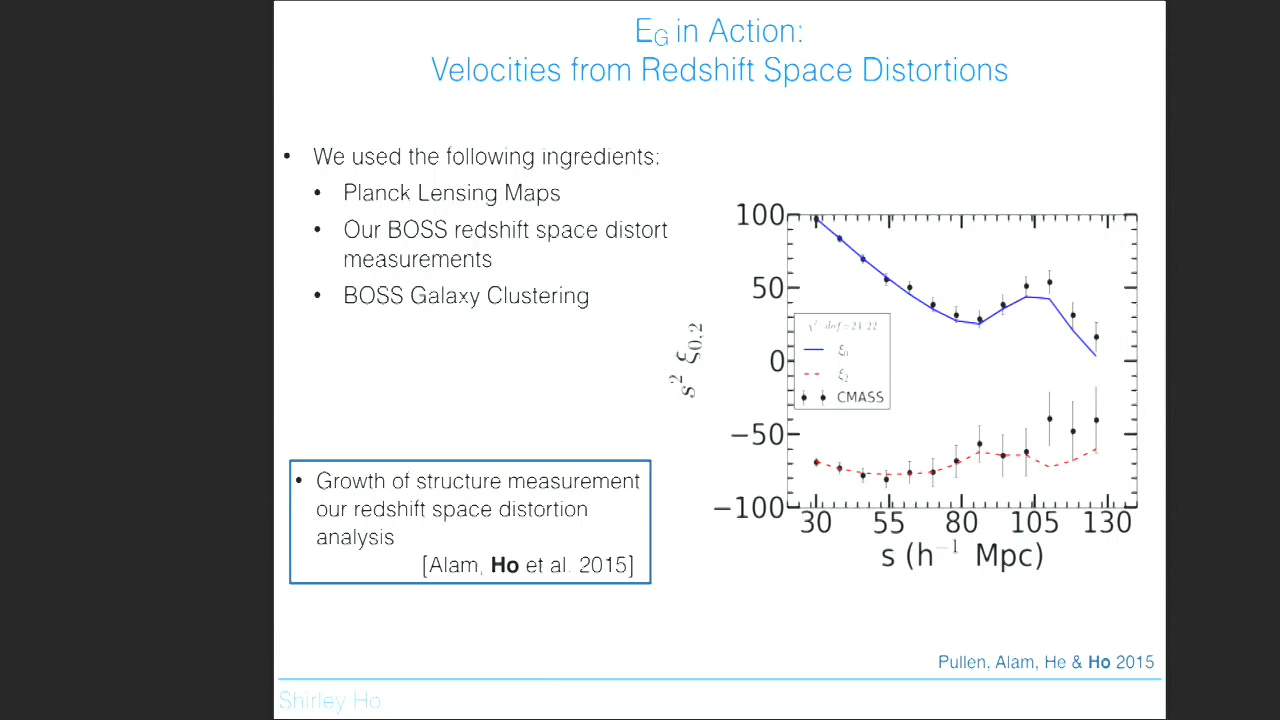 E_G in Action:
Velocities from Redshift Space Distortions
• We used the following ingredients:
• Planck Lensing Maps
• Our BOSS redshift space distort
measurements
• BOSS Galaxy Clustering
• Growth of structure measurement
our redshift space distortion
analysis
[Alam, Ho et al. 2015]
s² ξ0,2
100
50
0
−50
−100
ξ0
ξ2
CMASS
30 55 80 105 130
s (h⁻¹ Mpc)
Pullen, Alam, He & Ho 2015
Shirley Ho